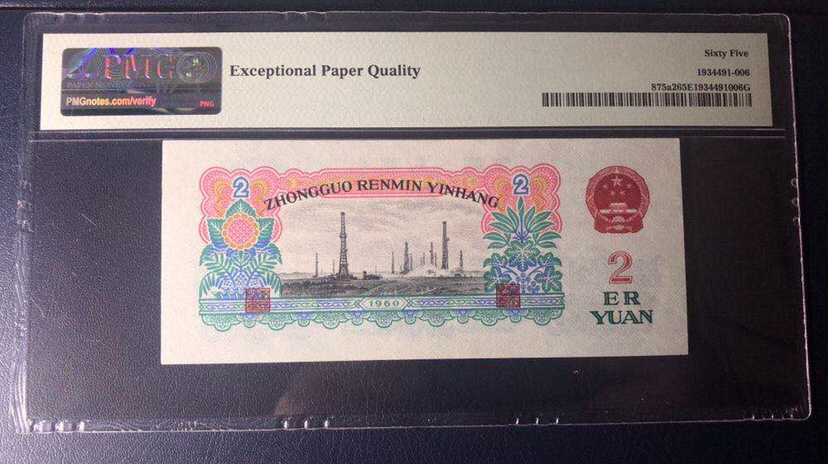 PMG
PMGnotes.com/verify
PMG
Exceptional Paper Quality
Sixty Five
1934491-006
875a265E1934491006G
2
ZHONGGUO RENMIN YINHANG
2
1960
2
ER
YUAN